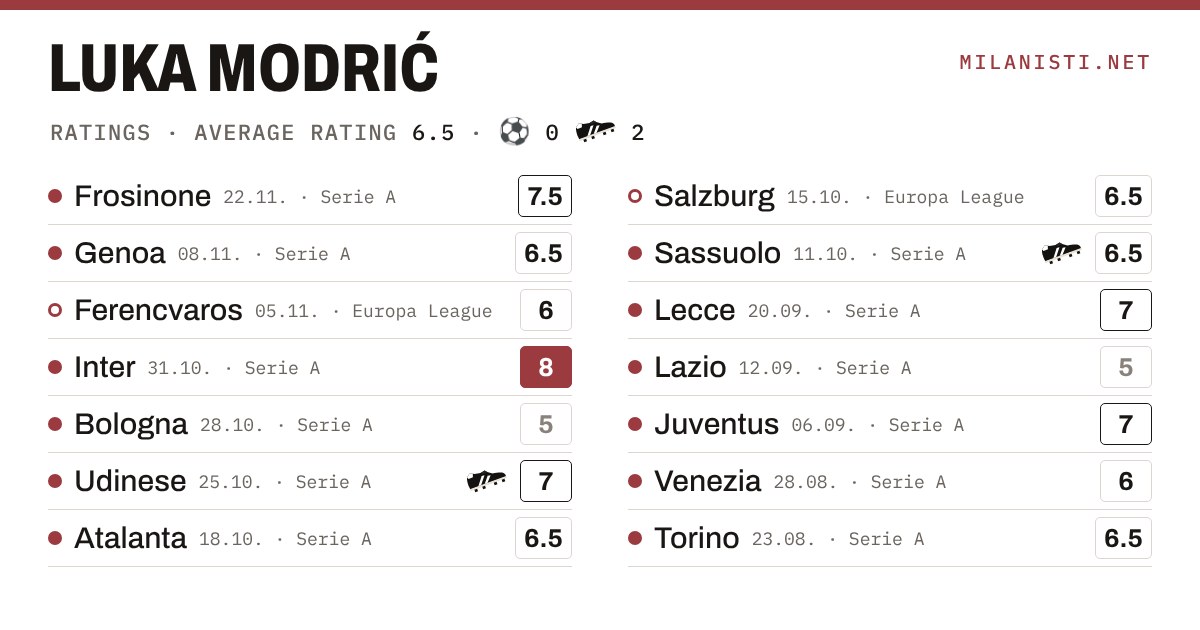 LUKA MODRIĆ
MILANISTI.NET
RATINGS · AVERAGE RATING 6.5 · 0 2
Frosinone 22.11. · Serie A 7.5
Genoa 08.11. · Serie A 6.5
Ferencvaros 05.11. · Europa League 6
Inter 31.10. · Serie A 8
Bologna 28.10. · Serie A 5
Udinese 25.10. · Serie A 7
Atalanta 18.10. · Serie A 6.5
Salzburg 15.10. · Europa League 6.5
Sassuolo 11.10. · Serie A 6.5
Lecce 20.09. · Serie A 7
Lazio 12.09. · Serie A 5
Juventus 06.09. · Serie A 7
Venezia 28.08. · Serie A 6
Torino 23.08. · Serie A 6.5